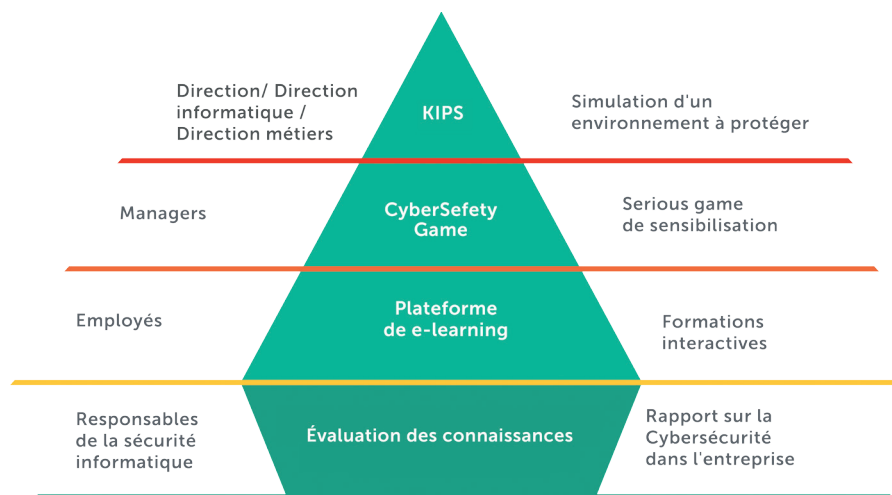 Direction/ Direction
informatique /
Direction métiers
KIPS
Simulation d'un
environnement à protéger
Managers
CyberSefety
Game
Serious game
de sensibilisation
Employés
Plateforme
de e-learning
Formations
interactives
Responsables
de la sécurité
informatique
Évaluation des connaissances
Rapport sur la
Cybersécurité
dans l'entreprise